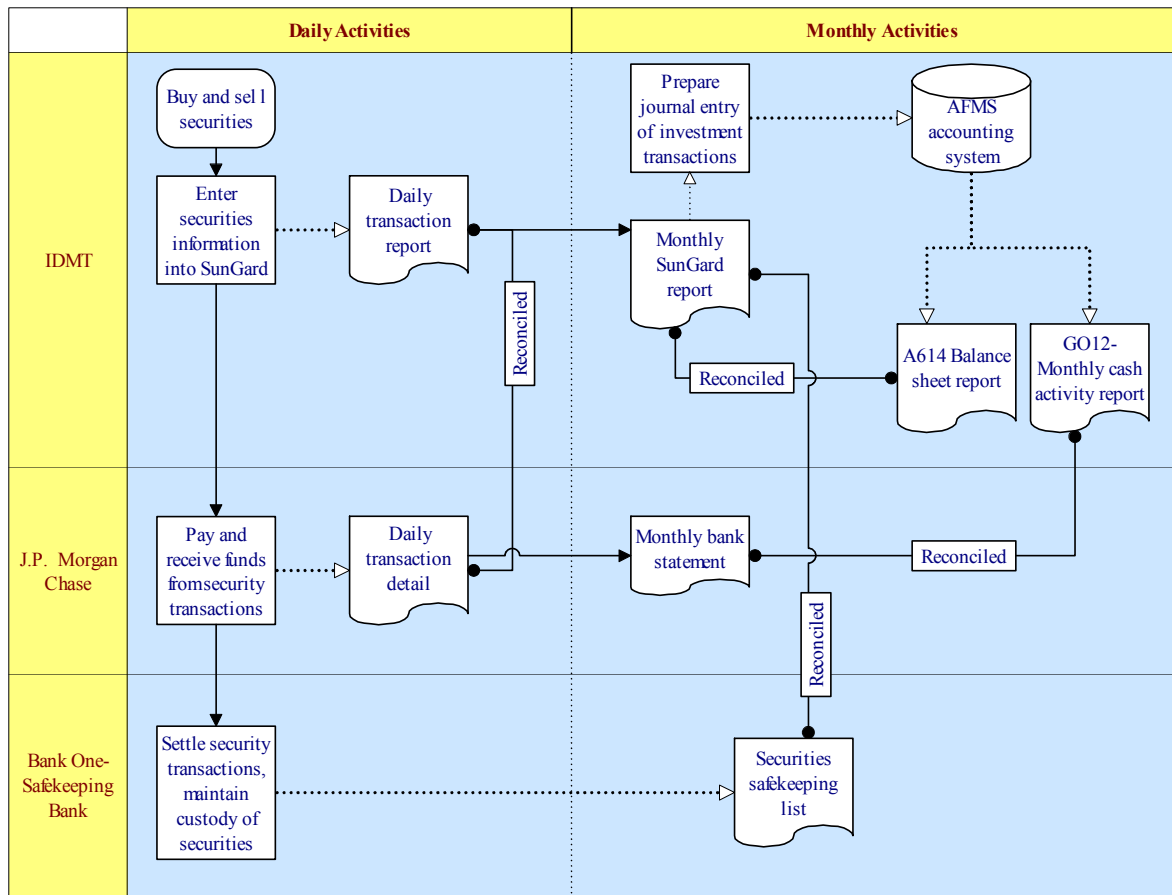 Daily Activities
Monthly Activities
IDMT
Buy and sell
securities
Enter
securities
information
into SunGard
Daily
transaction
report
Reconciled
Prepare
journal entry
of investment
transactions
AFMS
accounting
system
Monthly
SunGard
report
Reconciled
A614 Balance
sheet report
GO12-
Monthly cash
activity report
J.P. Morgan
Chase
Pay and
receive funds
fromsecurity
transactions
Daily
transaction
detail
Monthly bank
statement
Reconciled
Reconciled
Bank One-
Safekeeping
Bank
Settle security
transactions,
maintain
custody of
securities
Securities
safekeeping
list